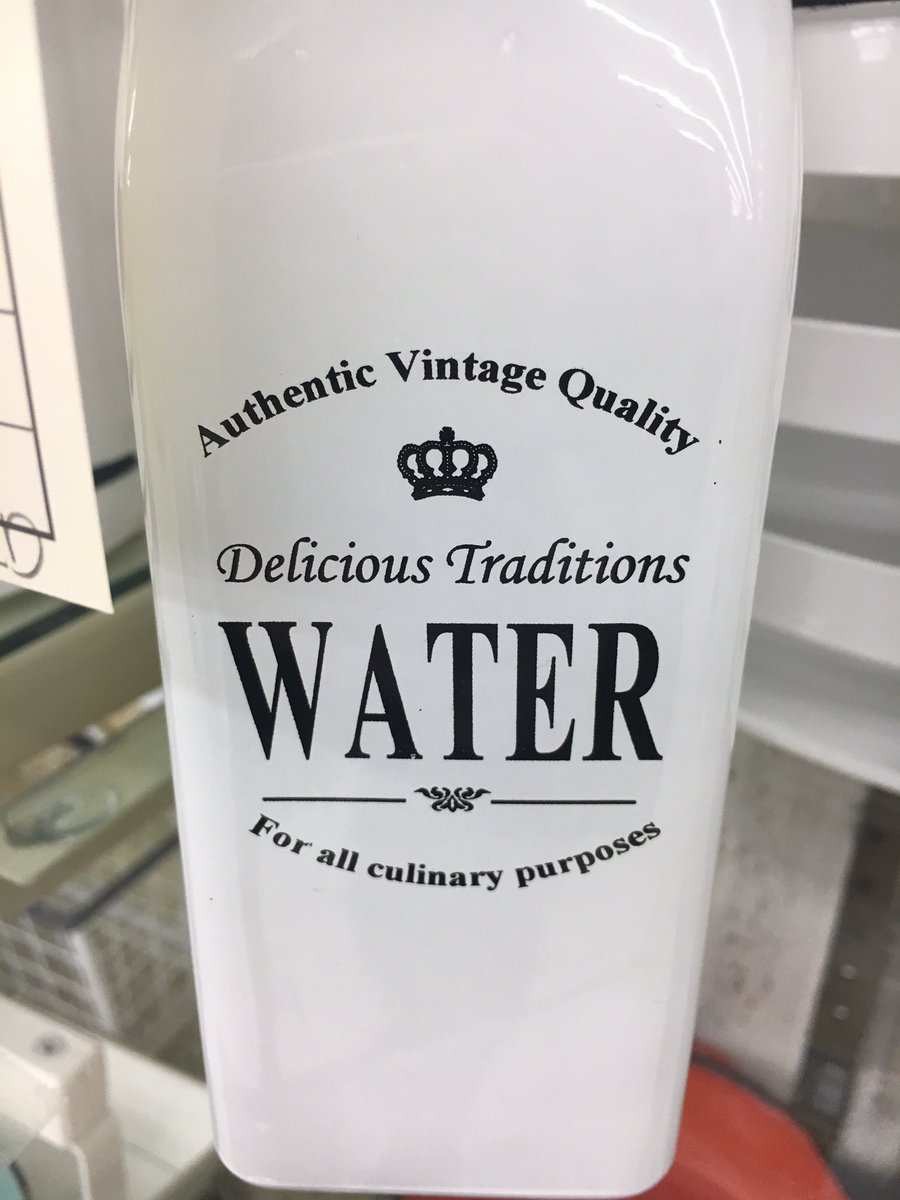 Authentic Vintage Quality
Delicious Traditions
WATER
For all culinary purposes